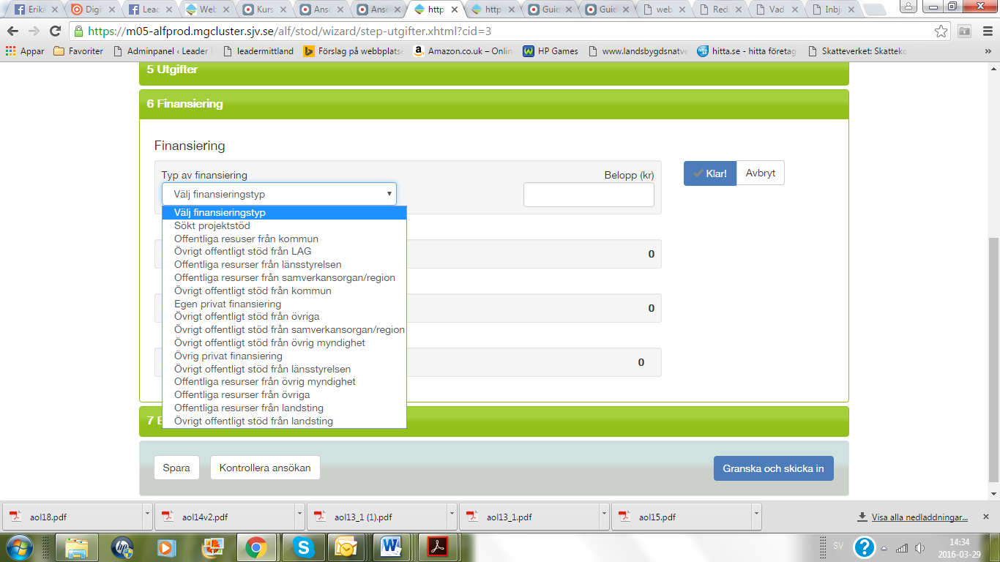 Erika
Digit
Leade
Web
Kurs
Anso
Anso
http
http
Guid
Guid
web
Red
Vad
Inbj
https://m05-alfprod.mgcluster.sjv.se/alf/stod/wizard/step-utgifter.xhtml?cid=3
Appar
Favoriter
Adminpanel ‹ Leader
leadermittland
Förslag på webbplats
Amazon.co.uk – Onlin
HP Games
www.landsbygdsnatve
hitta.se - hitta företag
Skatteverket: Skatteko
»
5 Utgifter
6 Finansiering
Finansiering
Typ av finansiering
Belopp (kr)
Klar!
Avbryt
Välj finansieringstyp
Välj finansieringstyp
Sökt projektstöd
Offentliga resuser från kommun
Övrigt offentligt stöd från LAG
0
Offentliga resurser från länsstyrelsen
Offentliga resurser från samverkansorgan/region
Övrigt offentligt stöd från kommun
Egen privat finansiering
0
Övrigt offentligt stöd från övriga
Övrigt offentligt stöd från samverkansorgan/region
Övrigt offentligt stöd från övrig myndighet
Övrig privat finansiering
0
Övrigt offentligt stöd från länsstyrelsen
Offentliga resurser från övrig myndighet
Offentliga resurser från övriga
Offentliga resurser från landsting
Övrigt offentligt stöd från landsting
7
Spara
Kontrollera ansökan
Granska och skicka in
aol18.pdf
aol14v2.pdf
aol13_1 (1).pdf
aol13_1.pdf
aol15.pdf
Visa alla nedladdningar...
SV
14:34
2016-03-29